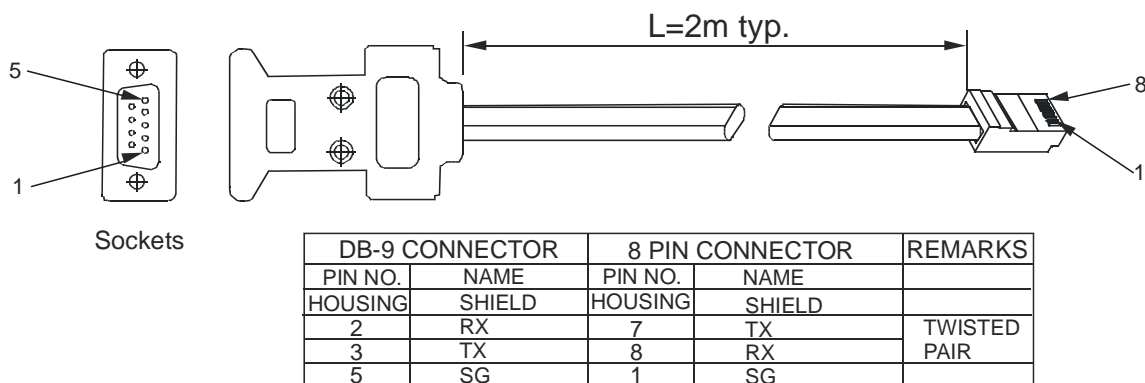 L=2m typ.
5
8
1
1
Sockets
DB-9 CONNECTOR 8 PIN CONNECTOR REMARKS
PIN NO. NAME PIN NO. NAME
HOUSING SHIELD HOUSING SHIELD
2 RX 7 TX TWISTED
3 TX 8 RX PAIR
5 SG 1 SG